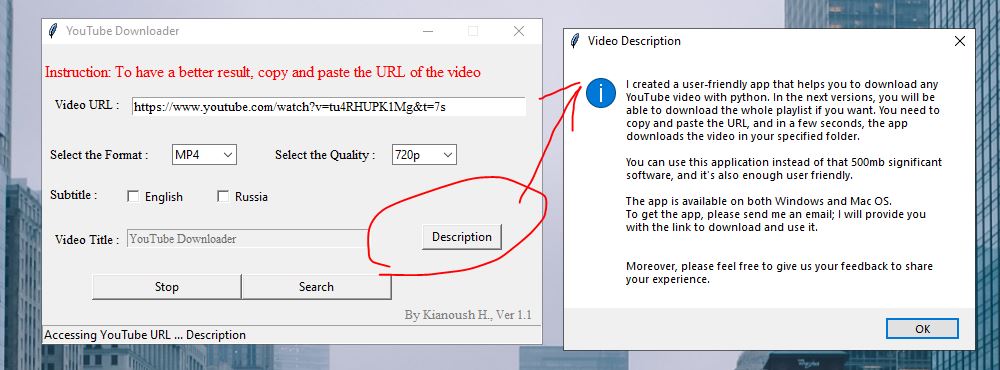 YouTube Downloader
Instruction: To have a better result, copy and paste the URL of the video
Video URL : https://www.youtube.com/watch?v=tu4RHUPK1Mg&t=7s
Select the Format : MP4 Select the Quality : 720p
Subtitle : English Russia
Video Title : YouTube Downloader Description
Stop Search
By Kianoush H., Ver 1.1
Accessing YouTube URL ... Description
Video Description
I created a user-friendly app that helps you to download any
YouTube video with python. In the next versions, you will be
able to download the whole playlist if you want. You need to
copy and paste the URL, and in a few seconds, the app
downloads the video in your specified folder.
You can use this application instead of that 500mb significant
software, and it's also enough user friendly.
The app is available on both Windows and Mac OS.
To get the app, please send me an email; I will provide you
with the link to download and use it.
Moreover, please feel free to give us your feedback to share
your experience.
OK